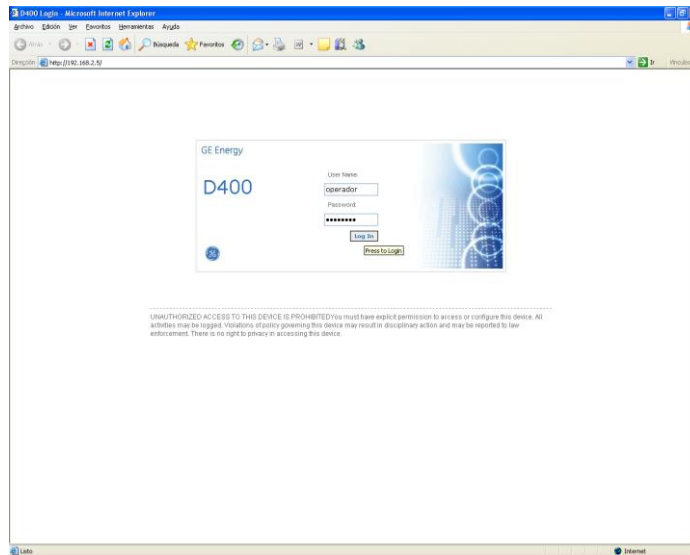 D400 Login - Microsoft Internet Explorer
Archivo Edición Ver Favoritos Herramientas Ayuda
Atrás Búsqueda Favoritos
Dirección http://192.168.2.5/ Ir Vínculos
GE Energy
D400
User Name
operador
Password
••••••••
Log In
Press to Login
UNAUTHORIZED ACCESS TO THIS DEVICE IS PROHIBITEDYou must have explicit permission to access or configure this device. All
activities may be logged. Violations of policy governing this device may result in disciplinary action and may be reported to law
enforcement. There is no right to privacy in accessing this device.
Listo Internet